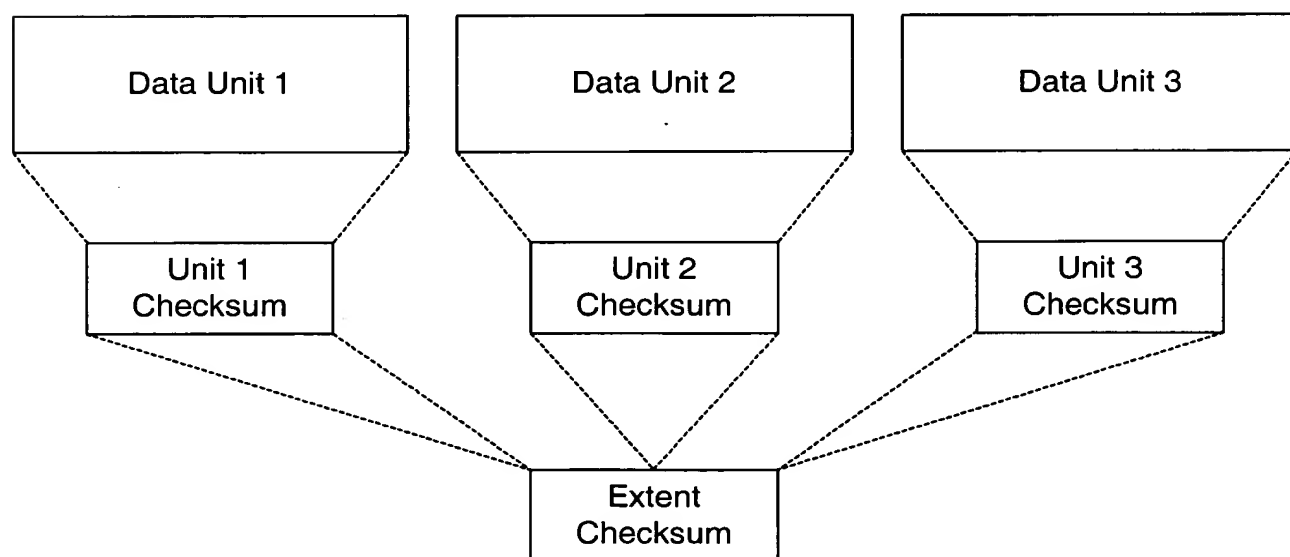 Data Unit 1
Data Unit 2
Data Unit 3
Unit 1
Checksum
Unit 2
Checksum
Unit 3
Checksum
Extent
Checksum